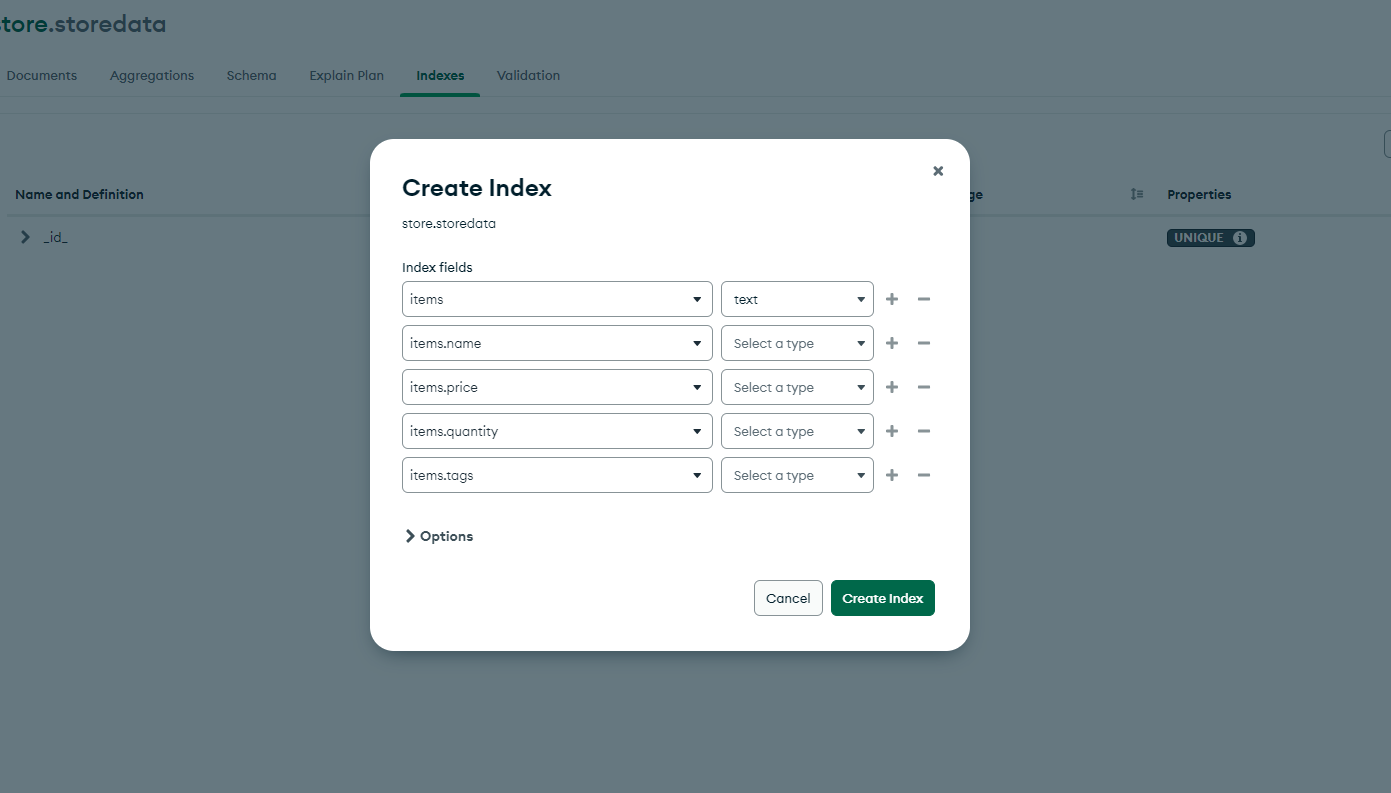 store.storedata
Documents Aggregations Schema Explain Plan Indexes Validation
Name and Definition
Properties
_id_
UNIQUE
Create Index
store.storedata
Index fields
items text
items.name Select a type
items.price Select a type
items.quantity Select a type
items.tags Select a type
Options
Cancel Create Index